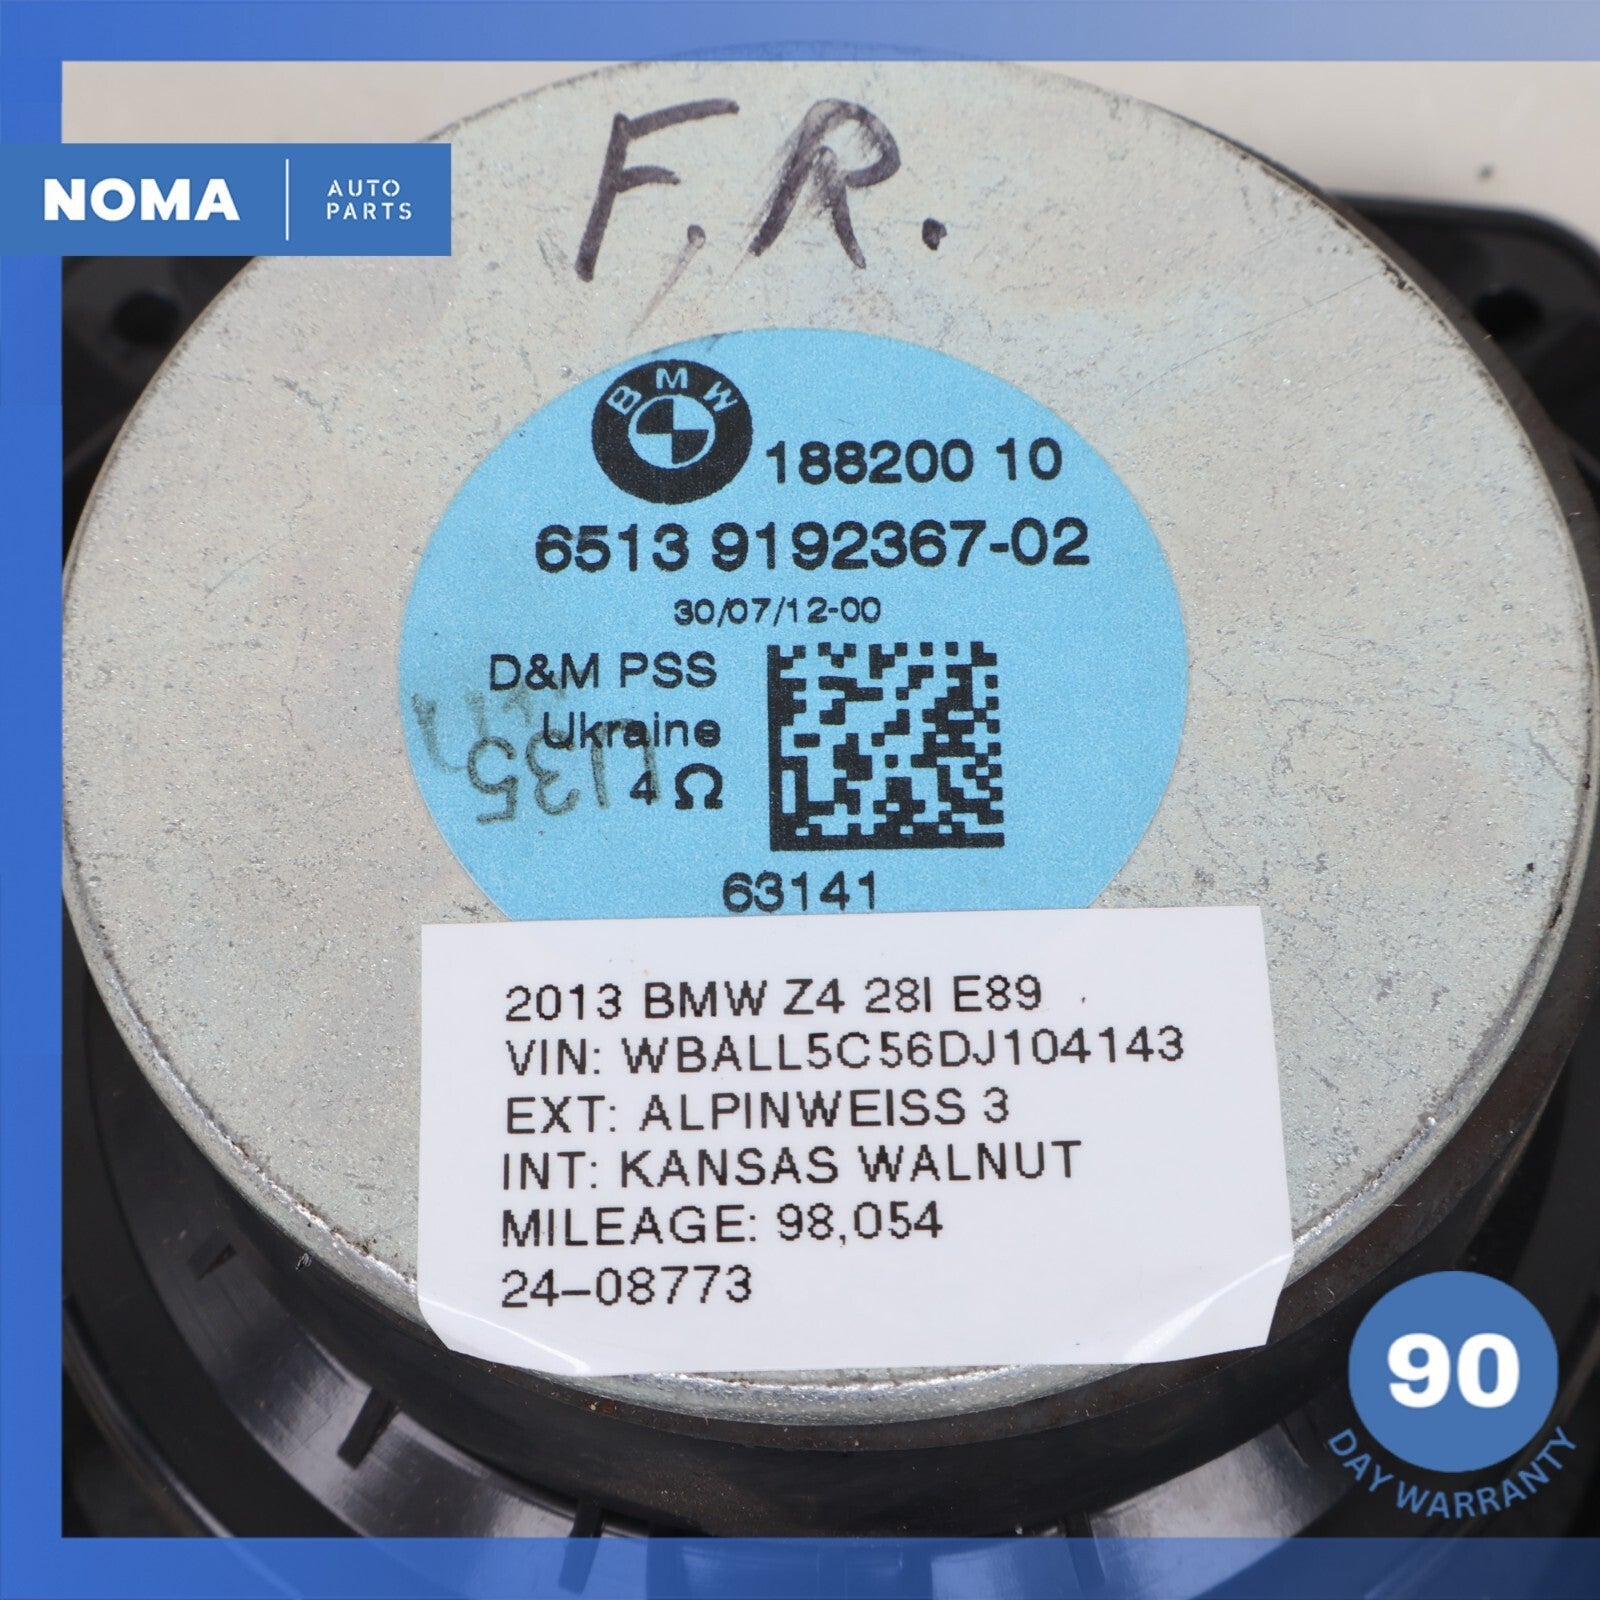 F.R.
NOMA
AUTO
PARTS
BMW
188200 10
6513 9192367-02
30/07/12-00
D&M PSS
Ukraine
4 Ω
L135
63141
2013 BMW Z4 28I E89
VIN: WBALL5C56DJ104143
EXT: ALPINWEISS 3
INT: KANSAS WALNUT
MILEAGE: 98,054
24-08773
90
DAY WARRANTY